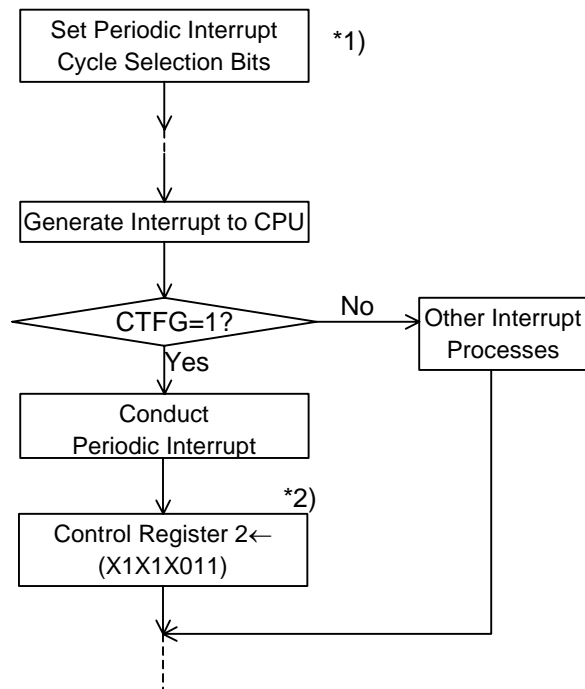 Set Periodic Interrupt
Cycle Selection Bits
*1)
Generate Interrupt to CPU
CTFG=1?
No
Other Interrupt
Processes
Yes
Conduct
Periodic Interrupt
*2)
Control Register 2←
(X1X1X011)